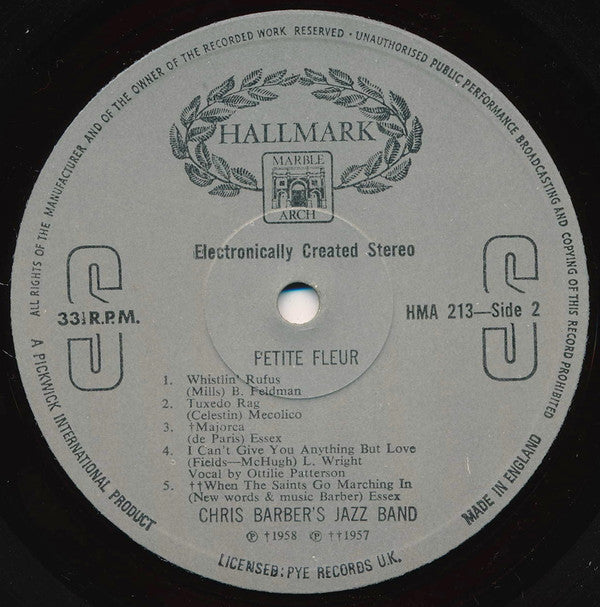 ALL RIGHTS OF THE MANUFACTURER AND OF THE OWNER OF THE RECORDED WORK RESERVED · UNAUTHORISED PUBLIC PERFORMANCE BROADCASTING AND COPYING OF THIS RECORD PROHIBITED
HALLMARK
MARBLE
ARCH
Electronically Created Stereo
S S
33⅓ R.P.M.
HMA 213—Side 2
PETITE FLEUR
1. Whistlin' Rufus
(Mills) B. Feldman
2. Tuxedo Rag
(Celestin) Mecolico
3. †Majorca
(de Paris) Essex
4. I Can't Give You Anything But Love
(Fields—McHugh) L. Wright
Vocal by Ottilie Patterson
5. ††When The Saints Go Marching In
(New words & music Barber) Essex
CHRIS BARBER'S JAZZ BAND
℗ †1958 ℗ ††1957
A PICKWICK INTERNATIONAL PRODUCT
LICENSED: PYE RECORDS U.K.
MADE IN ENGLAND